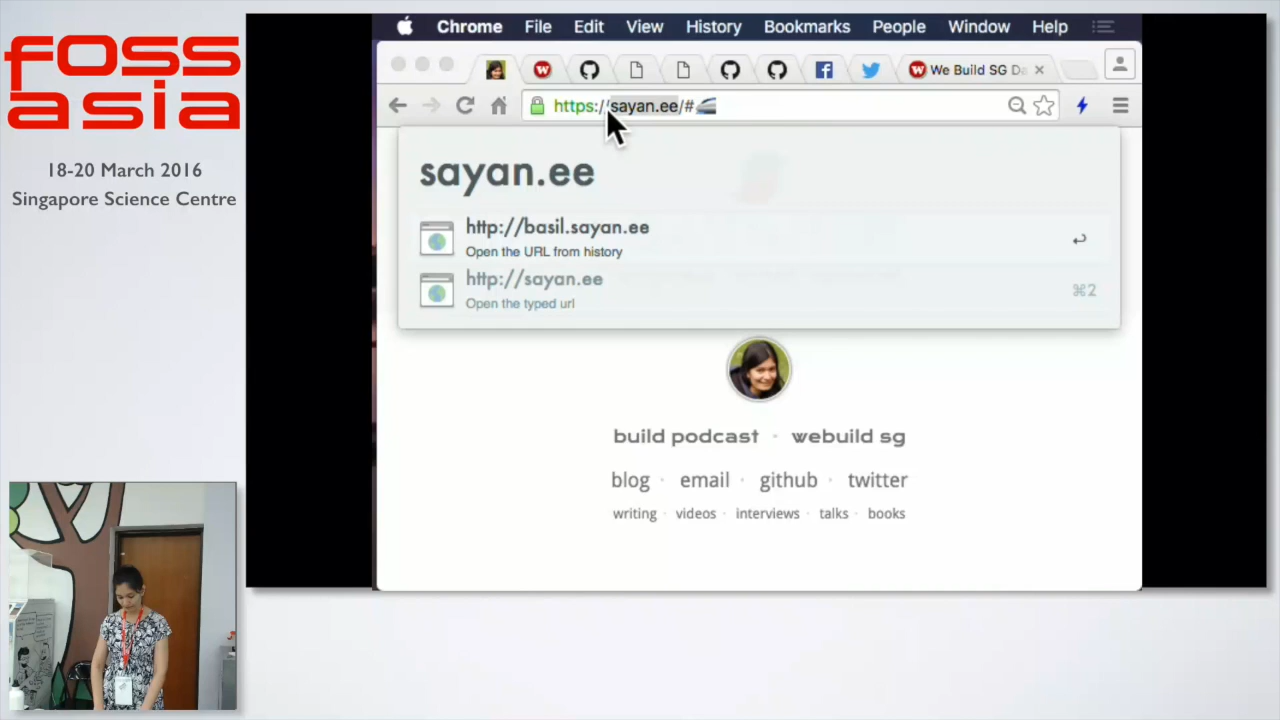 foss
asia
18-20 March 2016
Singapore Science Centre
Chrome File Edit View History Bookmarks People Window Help
We Build SG Da
https://sayan.ee/#🚄
sayan.ee
http://basil.sayan.ee
Open the URL from history
http://sayan.ee
Open the typed url
⌘2
build podcast · webuild sg
blog · email · github · twitter
writing · videos · interviews · talks · books